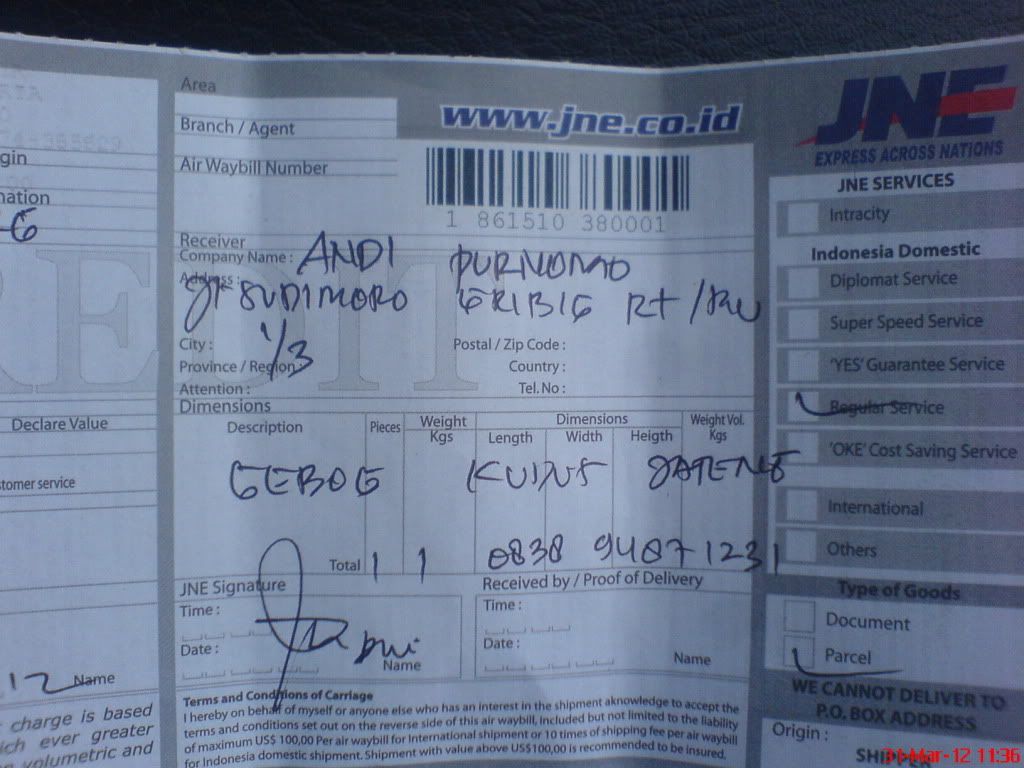 Area
www.jne.co.id
JNE
EXPRESS ACROSS NATIONS
Branch / Agent
Air Waybill Number
1 861510 380001
gin
nation
-6
Receiver
Company Name : ANDI PURNOMO
Address :
Jl SUDIMORO GRIBIG Rt / Rw
1/3
City :
Postal / Zip Code :
Province / Region
Country :
Attention :
Tel. No :
Dimensions
Declare Value
tomer service
Description
Pieces
Weight
Kgs
Dimensions
Length
Width
Heigth
Weight Vol.
Kgs
GEBOG KUDUS JATENG
Total 1 1 0838 9487 1231
JNE Signature
Time :
Date :
Name
Received by / Proof of Delivery
Time :
Date :
Name
12
Name
charge is based
ich ever greater
volumetric and
Terms and Conditions of Carriage
I hereby on behalf of myself or anyone else who has an interest in the shipment aknowledge to accept the
terms and conditions set out on the reverse side of this air waybill, Included but not limited to the liability
of maximum US$ 100,00 Per air waybill for International shipment or 10 times of shipping fee per air waybill
for Indonesia domestic shipment. Shipment with value above US$100,00 is recommended to be insured.
JNE SERVICES
Intracity
Indonesia Domestic
Diplomat Service
Super Speed Service
'YES' Guarantee Service
Regular Service
'OKE' Cost Saving Service
International
Others
Type of Goods
Document
Parcel
WE CANNOT DELIVER TO
P.O. BOX ADDRESS
Origin :
SHIPPER
31-Mar-12 11:36